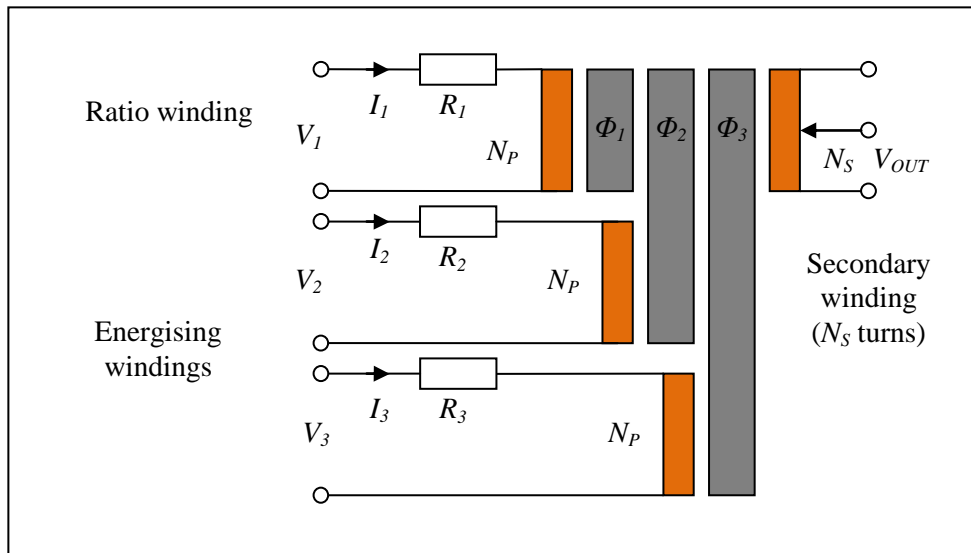 Ratio winding
V1
I1
R1
NP
Φ1
Φ2
Φ3
NS
VOUT
I2
R2
V2
NP
Secondary
winding
(NS turns)
Energising
windings
I3
R3
V3
NP